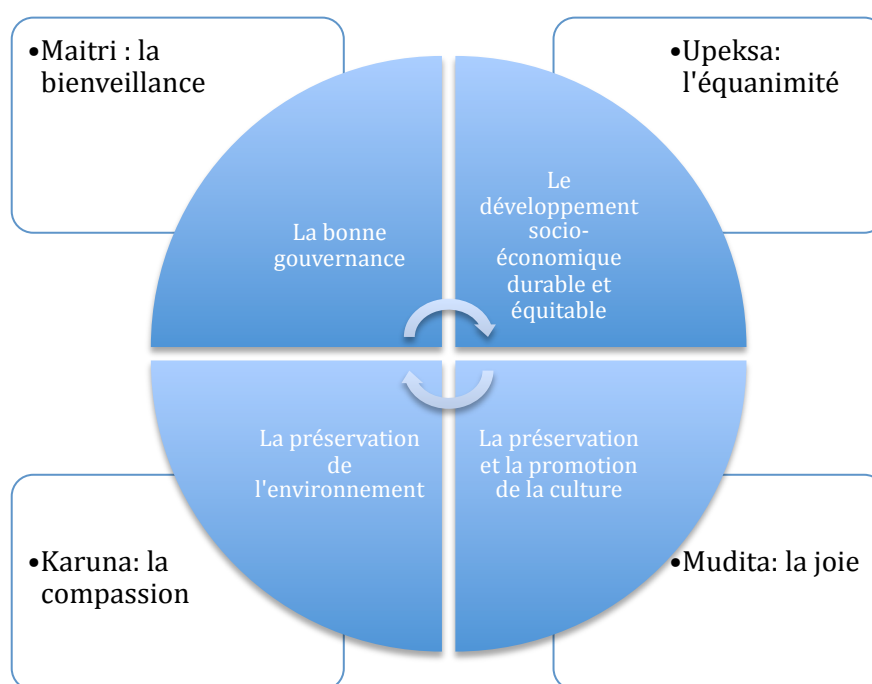 •Maitri : la
bienveillance
•Upeksa:
l'équanimité
La bonne
gouvernance
Le
développement
socio-
économique
durable et
équitable
La préservation
de
l'environnement
La préservation
et la promotion
de la culture
•Karuna: la
compassion
•Mudita: la joie